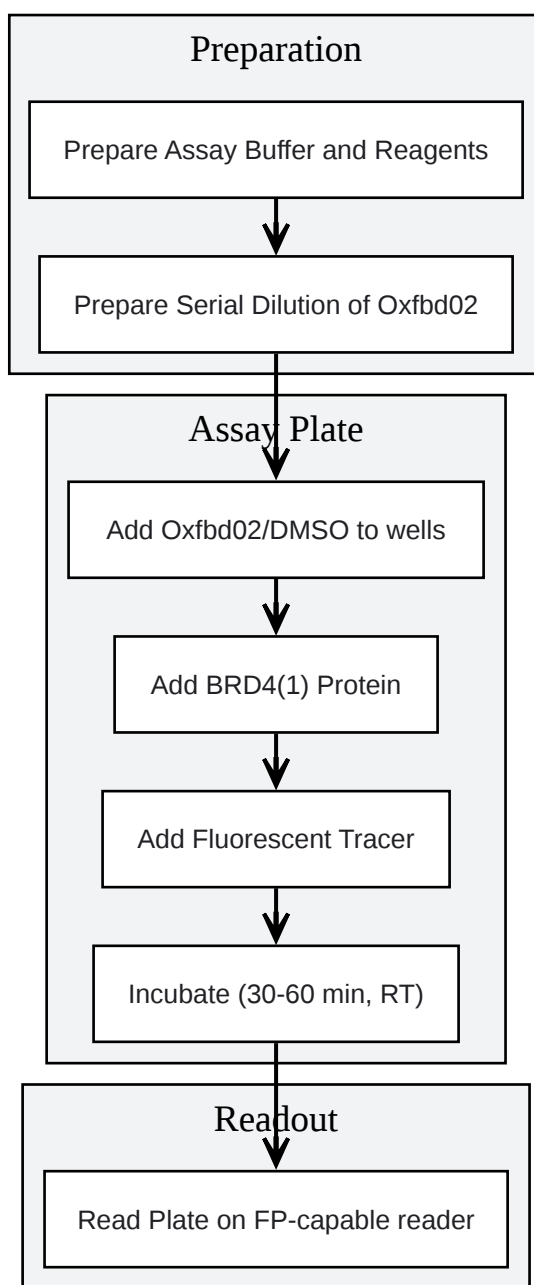 Preparation
Prepare Assay Buffer and Reagents
Prepare Serial Dilution of Oxfbd02
Assay Plate
Add Oxfbd02/DMSO to wells
Add BRD4(1) Protein
Add Fluorescent Tracer
Incubate (30-60 min, RT)
Readout
Read Plate on FP-capable reader